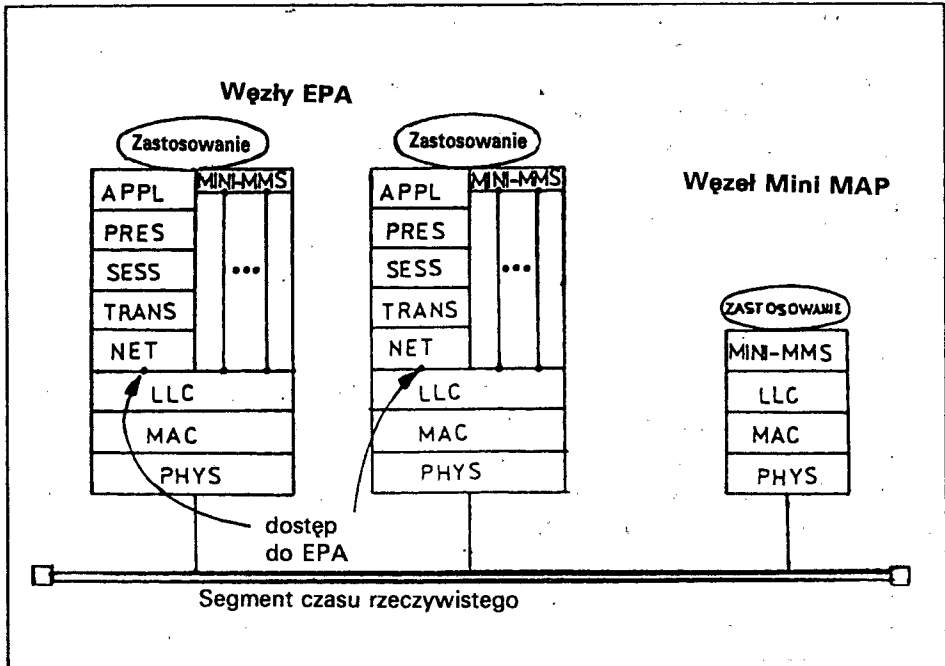 Węzły EPA
Zastosowanie
APPL
MINI-MMS
PRES
SESS
...
TRANS
NET
LLC
MAC
PHYS
Zastosowanie
APPL
MINI-MMS
PRES
SESS
...
TRANS
NET
LLC
MAC
PHYS
Węzeł Mini MAP
ZASTOSOWANIE
MINI-MMS
LLC
MAC
PHYS
dostęp
do EPA
Segment czasu rzeczywistego